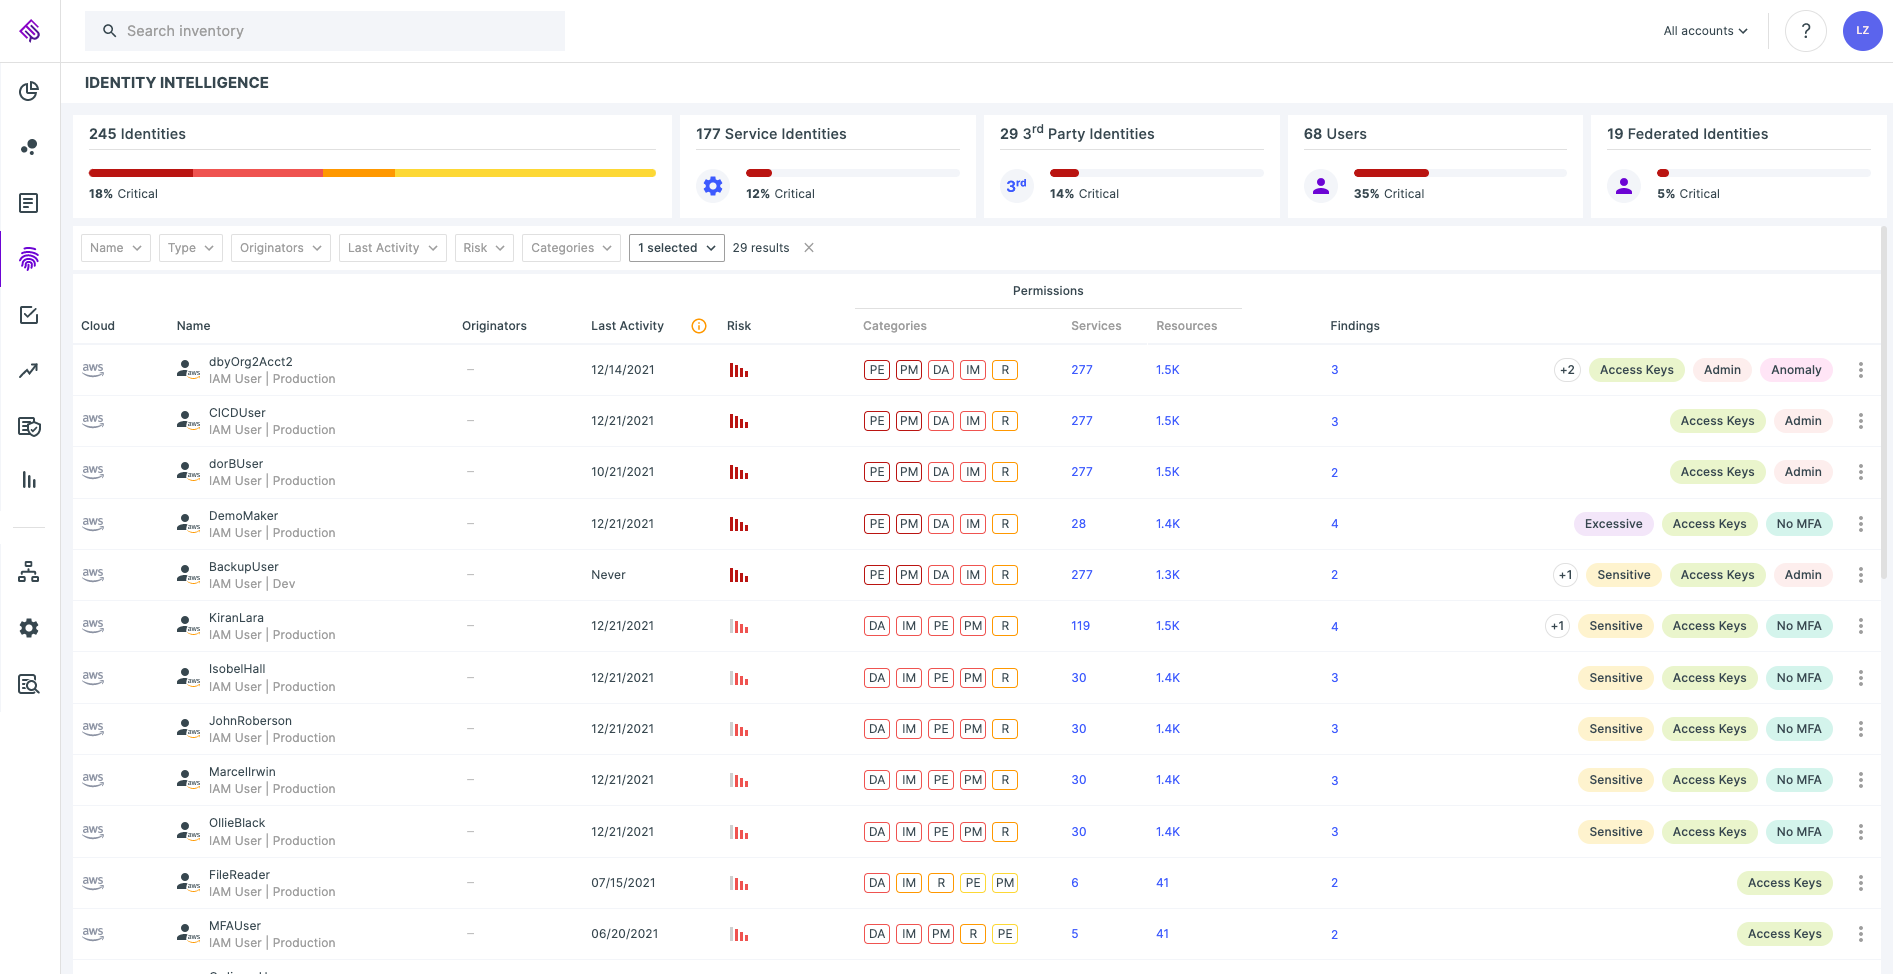 Search inventory
All accounts
?
LZ
IDENTITY INTELLIGENCE
245 Identities
18% Critical
177 Service Identities
12% Critical
29 3rd Party Identities
3rd
14% Critical
68 Users
35% Critical
19 Federated Identities
5% Critical
Name Type Originators Last Activity Risk Categories 1 selected 29 results
Permissions
Cloud Name Originators Last Activity Risk Categories Services Resources Findings
aws aws dbyOrg2Acct2 – 12/14/2021 PE PM DA IM R 277 1.5K 3 +2 Access Keys Admin Anomaly
IAM User | Production
aws aws CICDUser – 12/21/2021 PE PM DA IM R 277 1.5K 3 Access Keys Admin
IAM User | Production
aws aws dorBUser – 10/21/2021 PE PM DA IM R 277 1.5K 2 Access Keys Admin
IAM User | Production
aws aws DemoMaker – 12/21/2021 PE PM DA IM R 28 1.4K 4 Excessive Access Keys No MFA
IAM User | Production
aws aws BackupUser – Never PE PM DA IM R 277 1.3K 2 +1 Sensitive Access Keys Admin
IAM User | Dev
aws aws KiranLara – 12/21/2021 DA IM PE PM R 119 1.5K 4 +1 Sensitive Access Keys No MFA
IAM User | Production
aws aws IsobelHall – 12/21/2021 DA IM PE PM R 30 1.4K 3 Sensitive Access Keys No MFA
IAM User | Production
aws aws JohnRoberson – 12/21/2021 DA IM PE PM R 30 1.4K 3 Sensitive Access Keys No MFA
IAM User | Production
aws aws MarcelIrwin – 12/21/2021 DA IM PE PM R 30 1.4K 3 Sensitive Access Keys No MFA
IAM User | Production
aws aws OllieBlack – 12/21/2021 DA IM PE PM R 30 1.4K 3 Sensitive Access Keys No MFA
IAM User | Production
aws aws FileReader – 07/15/2021 DA IM R PE PM 6 41 2 Access Keys
IAM User | Production
aws aws MFAUser – 06/20/2021 DA IM PM R PE 5 41 2 Access Keys
IAM User | Production